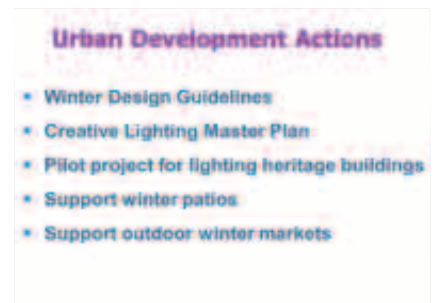 Urban Development Actions
• Winter Design Guidelines
• Creative Lighting Master Plan
• Pilot project for lighting heritage buildings
• Support winter patios
• Support outdoor winter markets